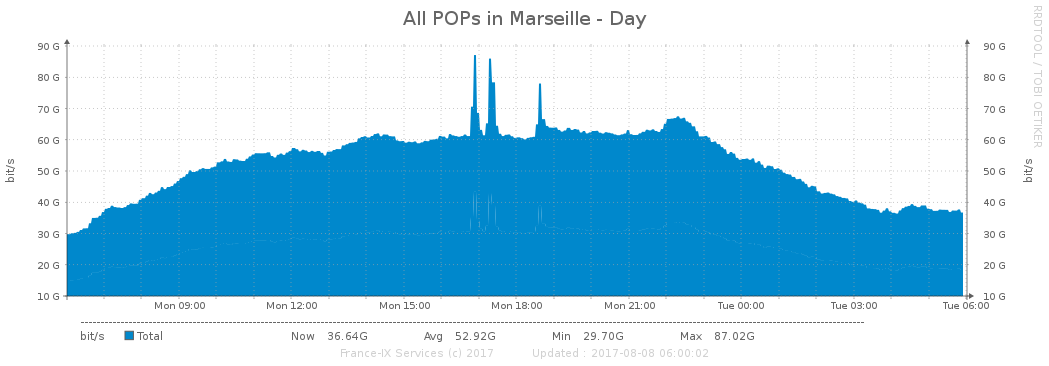 All POPs in Marseille - Day
RRDTOOL / TOBI OETIKER
90 G 90 G
80 G 80 G
70 G 70 G
60 G 60 G
50 G 50 G
40 G 40 G
30 G 30 G
20 G 20 G
10 G 10 G
bit/s bit/s
Mon 09:00 Mon 12:00 Mon 15:00 Mon 18:00 Mon 21:00 Tue 00:00 Tue 03:00 Tue 06:00
bit/s Total Now 36.64G Avg 52.92G Min 29.70G Max 87.02G
France-IX Services (c) 2017 Updated : 2017-08-08 06:00:02